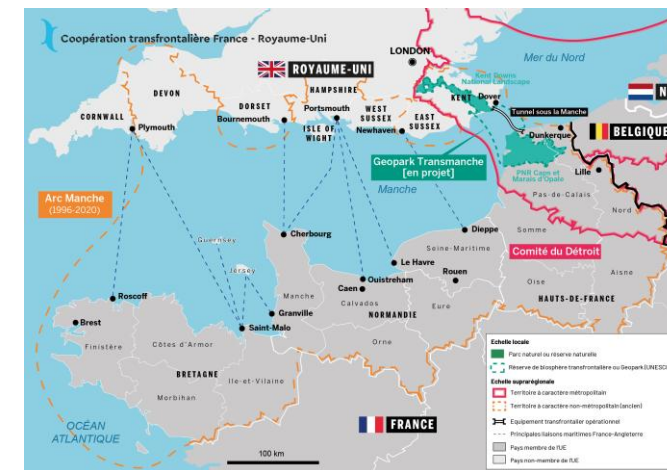 Coopération transfrontalière France - Royaume-Uni
LONDON
Mer du Nord
ROYAUME-UNI
Kent Downs
National Landscape
DEVON
HAMPSHIRE
KENT
Dover
DORSET
Portsmouth
WEST
SUSSEX
Tunnel sous la Manche
CORNWALL
Bournemouth
EAST
SUSSEX
Plymouth
ISLE OF
WIGHT
Newhaven
Dunkerque
BELGIQUE
Geopark Transmanche
[en projet]
PNR Caps et
Marais d'Opale
Lille
Arc Manche
(1996-2020)
Manche
Pas-de-Calais
Nord
Guernsey
Cherbourg
Dieppe
Somme
Seine-Maritime
Comité du Détroit
Jersey
Le Havre
Ouistreham
Rouen
Aisne
Roscoff
Manche
Caen
Calvados
Oise
Granville
NORMANDIE
Eure
HAUTS-DE-FRANCE
Brest
Saint-Malo
Finistère
Côtes d'Armor
Orne
BRETAGNE
Ille-et-Vilaine
Morbihan
OCÉAN
ATLANTIQUE
FRANCE
100 km
Echelle locale
Parc naturel ou réserve naturelle
Réserve de biosphère transfrontalière ou Geopark (UNESCO
Echelle suprarégionale
Territoire à caractère métropolitain
Territoire à caractère non-métropolitain (ancien)
Equipement transfrontalier opérationnel
Principales liaisons maritimes France-Angleterre
Pays membre de l'UE
Pays non-membre de l'UE